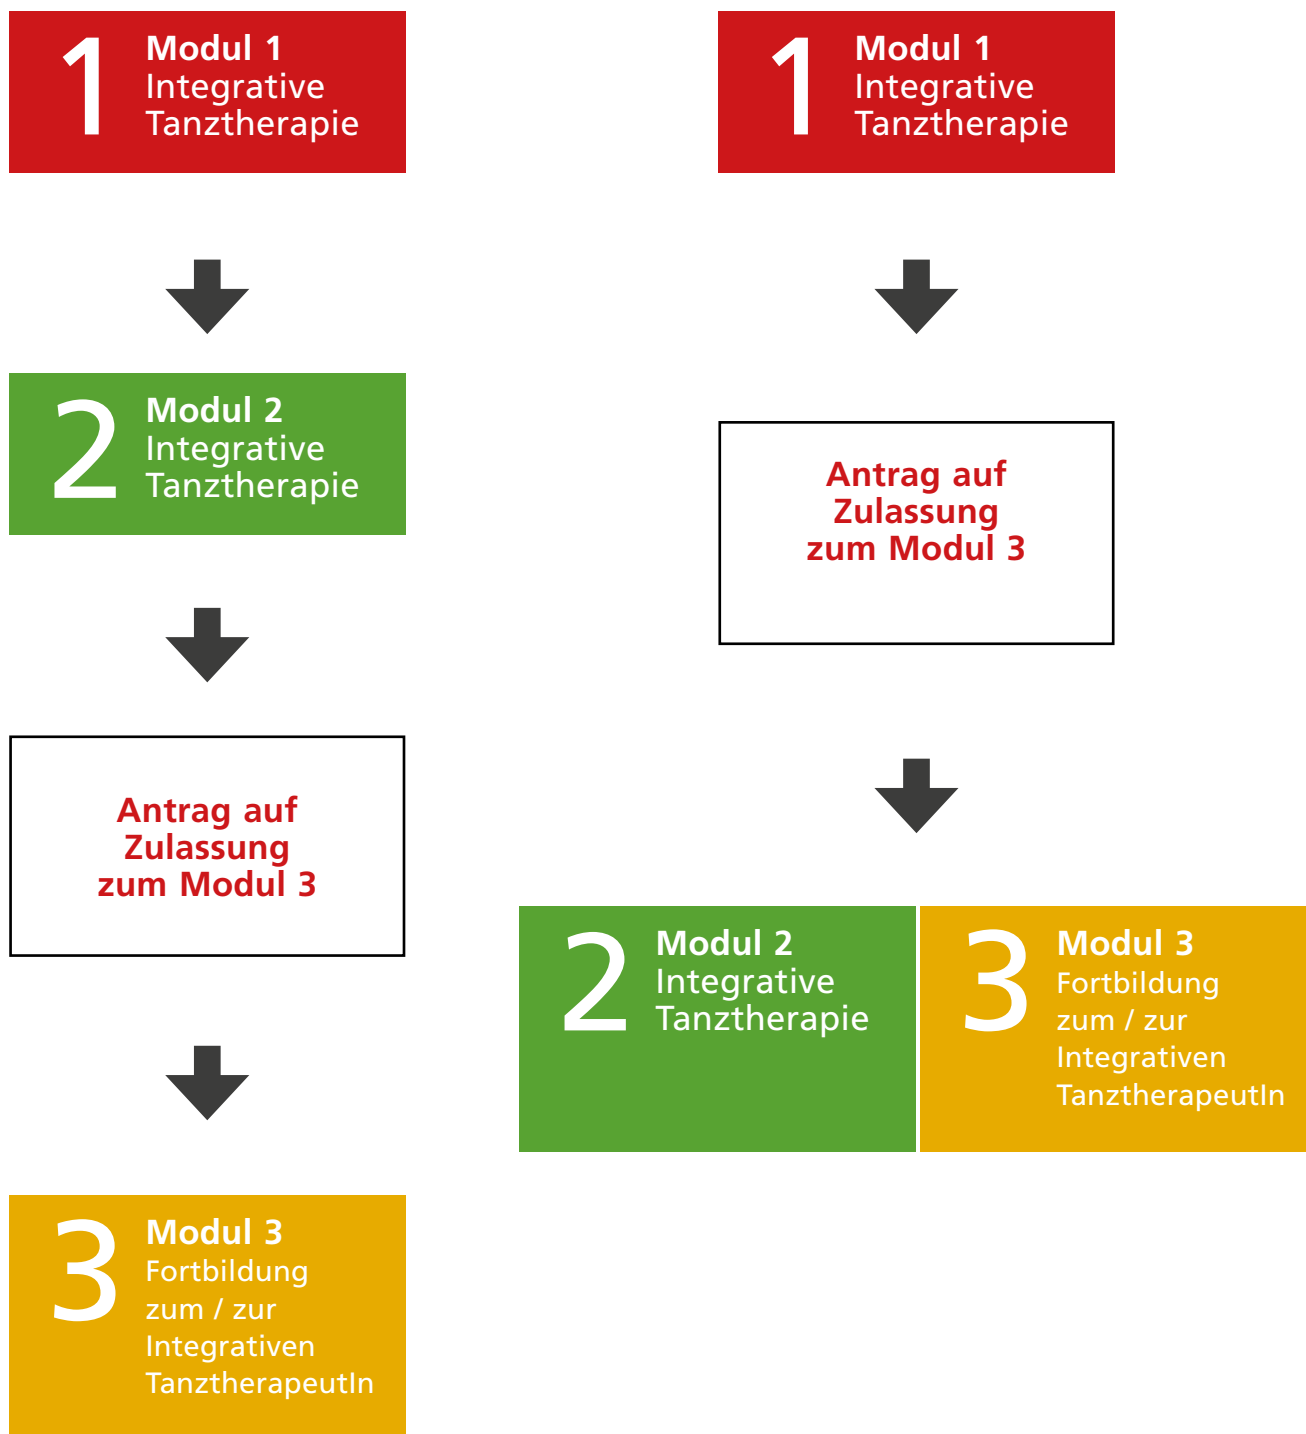 1
Modul 1
Integrative
Tanztherapie
2
Modul 2
Integrative
Tanztherapie
Antrag auf
Zulassung
zum Modul 3
3
Modul 3
Fortbildung
zum / zur
Integrativen
TanztherapeutIn
1
Modul 1
Integrative
Tanztherapie
Antrag auf
Zulassung
zum Modul 3
2
Modul 2
Integrative
Tanztherapie
3
Modul 3
Fortbildung
zum / zur
Integrativen
TanztherapeutIn